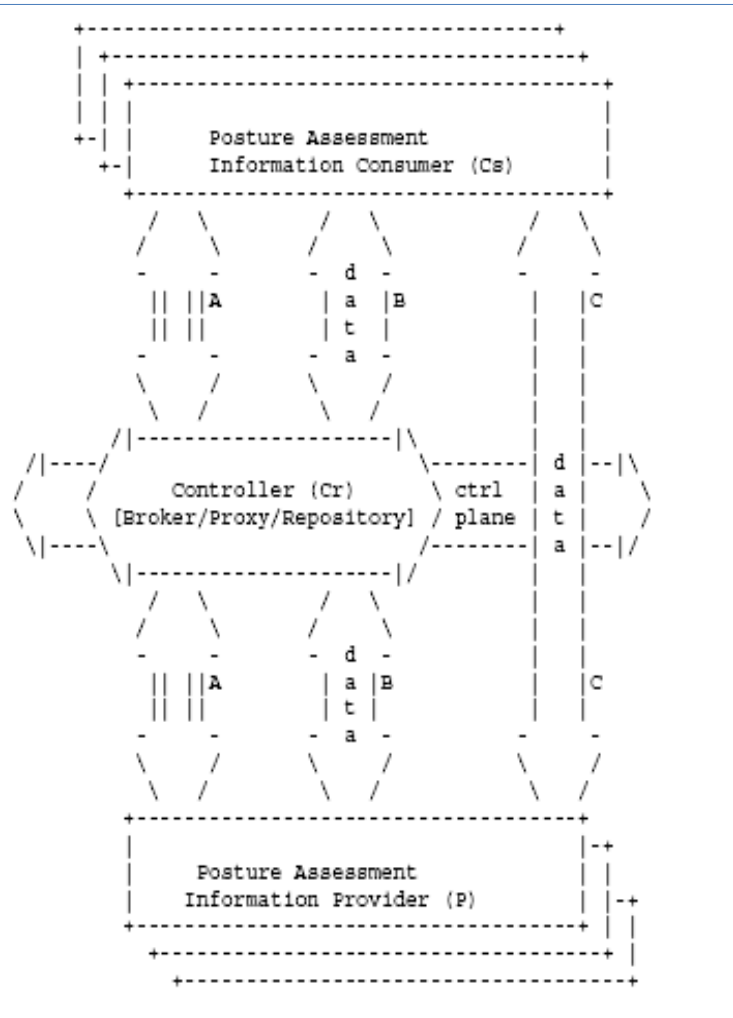 Posture Assessment
Information Consumer (Cs)
d
A a B C
t
a
d
Controller (Cr) ctrl a
[Broker/Proxy/Repository] plane t
a
d
A a B C
t
a
Posture Assessment
Information Provider (P)